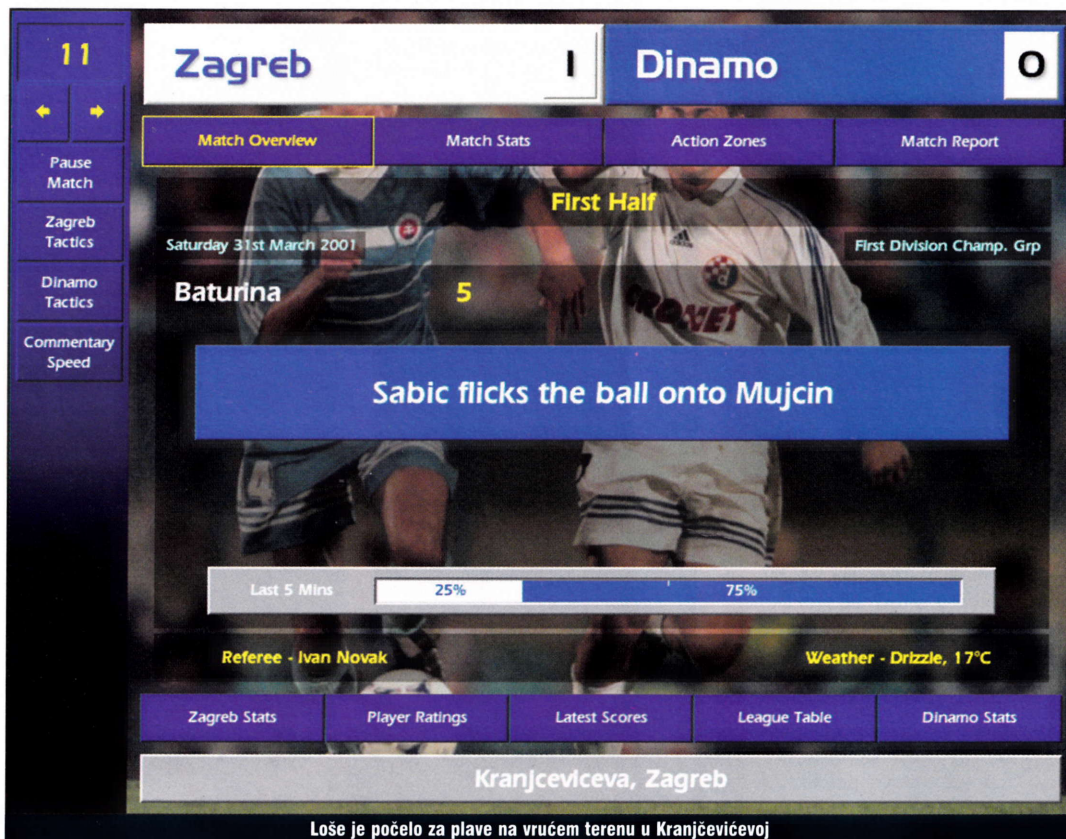 11
Zagreb 1 Dinamo 0
Match Overview Match Stats Action Zones Match Report
Pause
Match
Zagreb
Tactics
Dinamo
Tactics
Commentary
Speed
First Half
Saturday 31st March 2001 First Division Champ. Grp
Baturina 5
CROMET
Sabic flicks the ball onto Mujcin
4
Last 5 Mins 25% 75%
Referee - Ivan Novak Weather - Drizzle, 17°C
Zagreb Stats Player Ratings Latest Scores League Table Dinamo Stats
Kranjceviceva, Zagreb
Loše je počelo za plave na vrućem terenu u Kranjčevićevoj